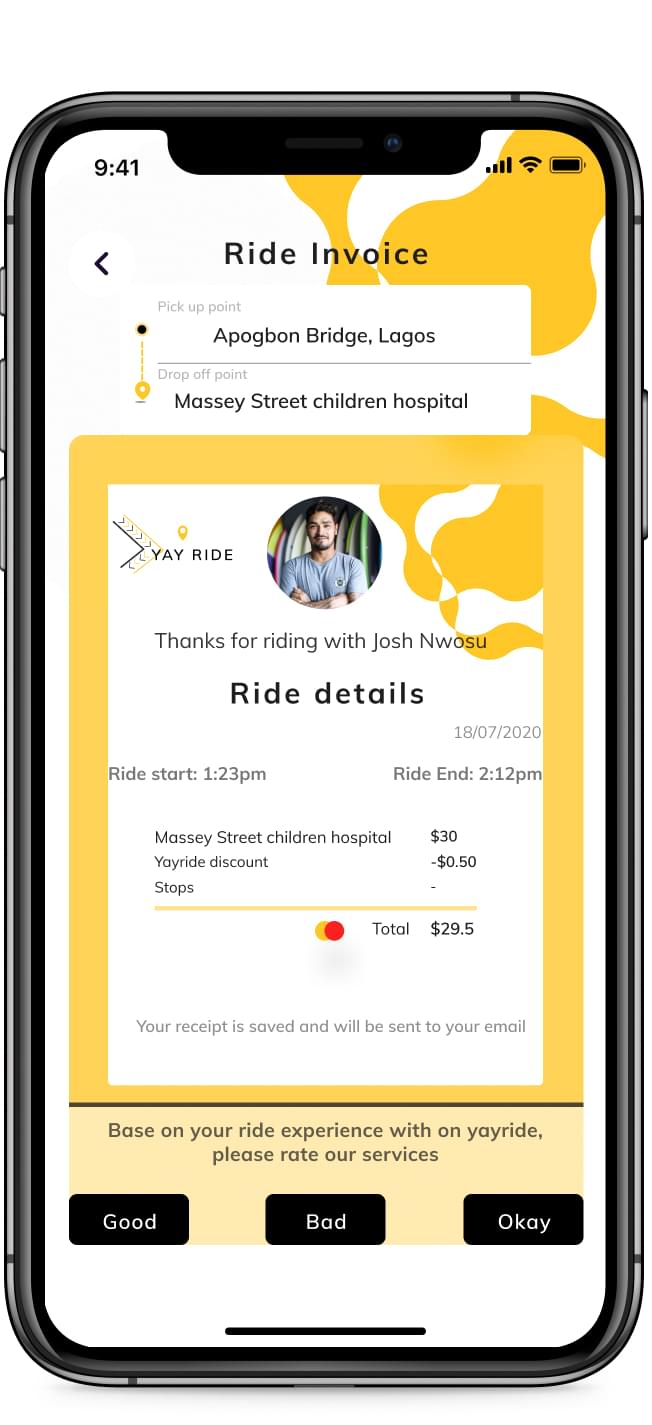 9:41
Ride Invoice
Pick up point
Apogbon Bridge, Lagos
Drop off point
Massey Street children hospital
YAY RIDE
Thanks for riding with Josh Nwosu
Ride details
18/07/2020
Ride start: 1:23pm Ride End: 2:12pm
Massey Street children hospital $30
Yayride discount -$0.50
Stops -
Total $29.5
Your receipt is saved and will be sent to your email
Base on your ride experience with on yayride,
please rate our services
Good Bad Okay